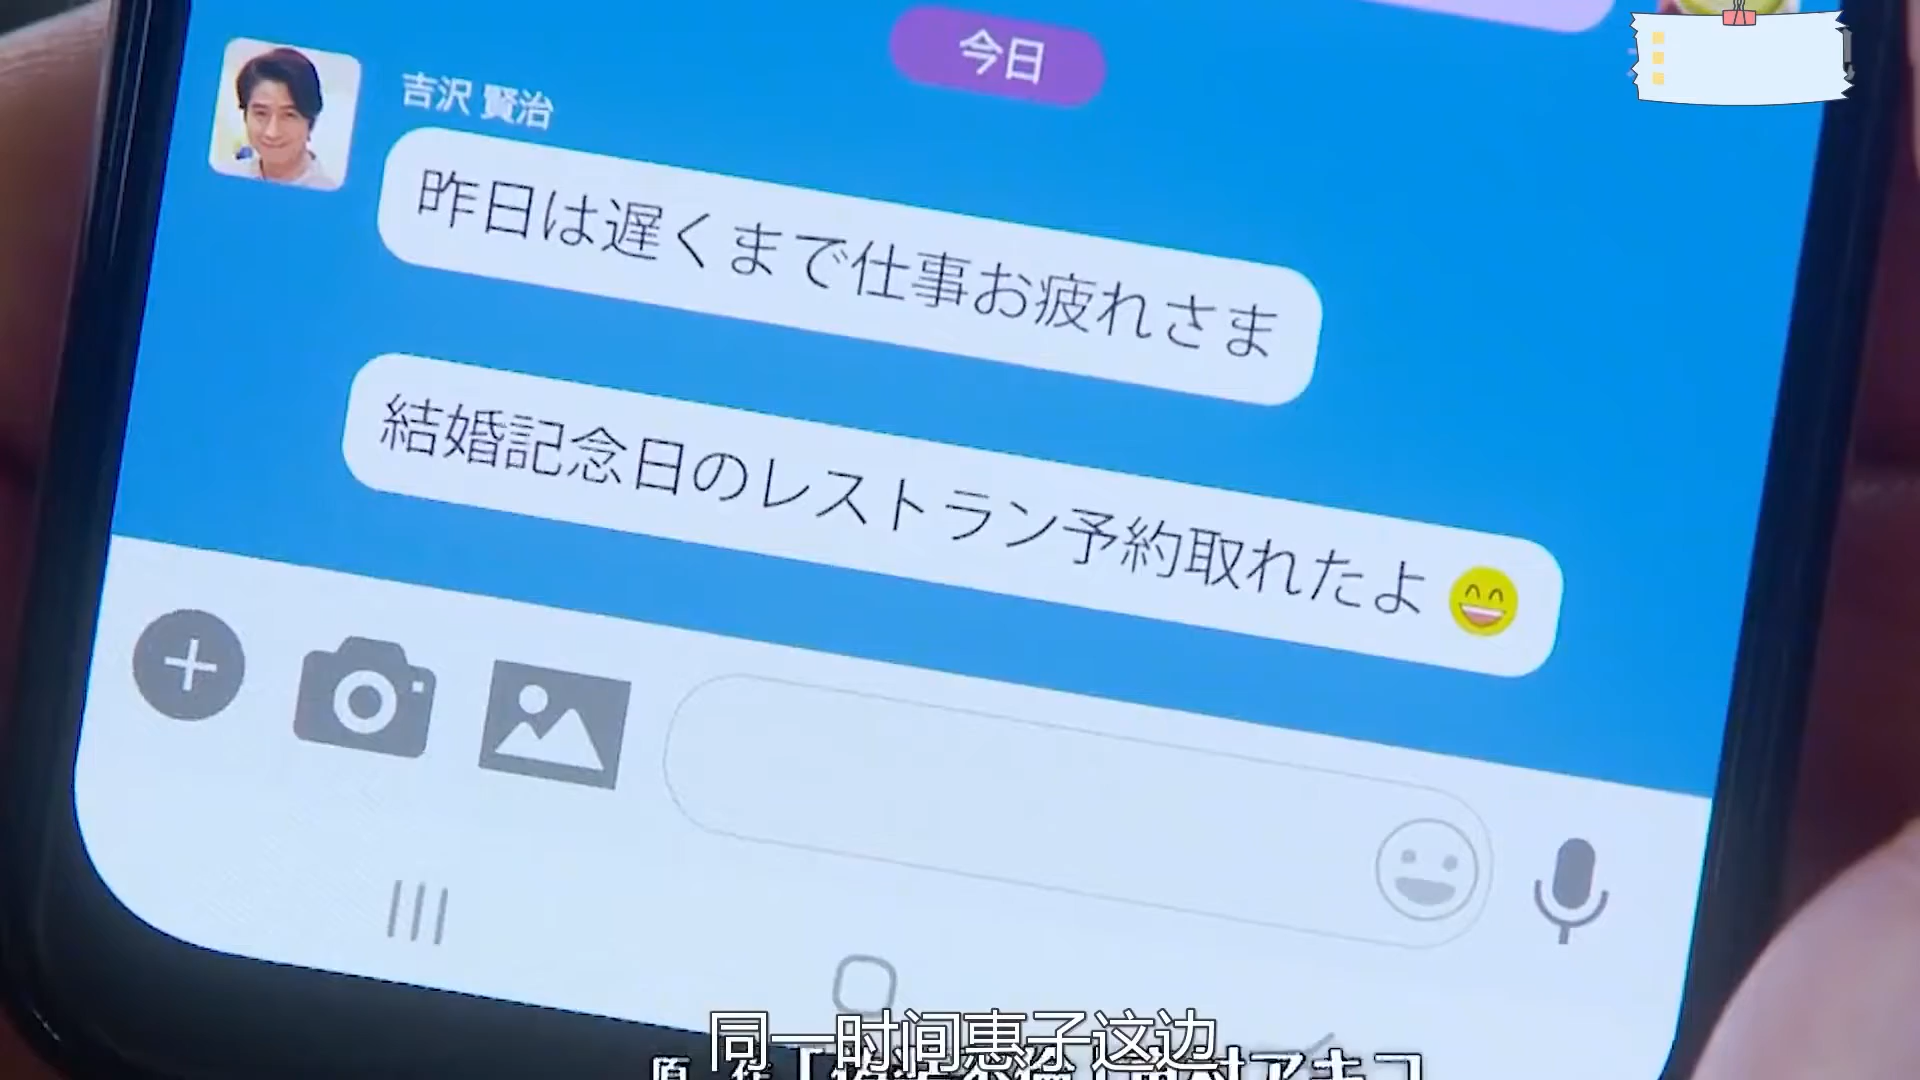 今日
吉沢 賢治
昨日は遅くまで仕事お疲れさま
結婚記念日のレストラン予約取れたよ😄
同一时间惠子这边